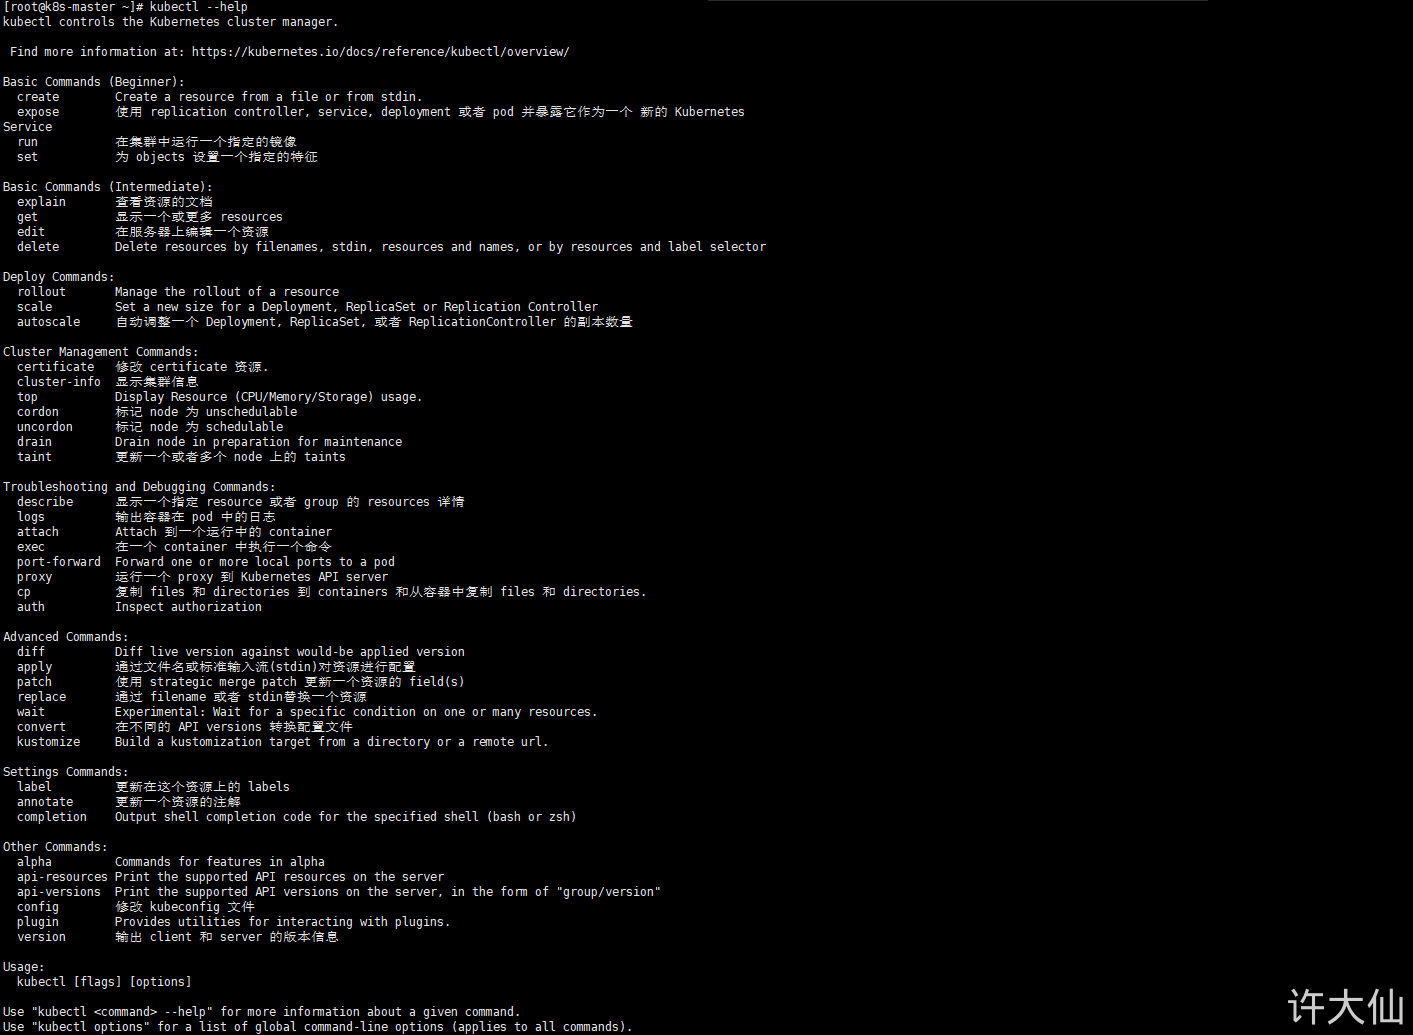 [root@k8s-master ~]# kubectl --help
kubectl controls the Kubernetes cluster manager.
Find more information at: https://kubernetes.io/docs/reference/kubectl/overview/
Basic Commands (Beginner):
create Create a resource from a file or from stdin.
expose 使用 replication controller, service, deployment 或者 pod 并暴露它作为一个 新的 Kubernetes
Service
run 在集群中运行一个指定的镜像
set 为 objects 设置一个指定的特征
Basic Commands (Intermediate):
explain 查看资源的文档
get 显示一个或更多 resources
edit 在服务器上编辑一个资源
delete Delete resources by filenames, stdin, resources and names, or by resources and label selector
Deploy Commands:
rollout Manage the rollout of a resource
scale Set a new size for a Deployment, ReplicaSet or Replication Controller
autoscale 自动调整一个 Deployment, ReplicaSet, 或者 ReplicationController 的副本数量
Cluster Management Commands:
certificate 修改 certificate 资源.
cluster-info 显示集群信息
top Display Resource (CPU/Memory/Storage) usage.
cordon 标记 node 为 unschedulable
uncordon 标记 node 为 schedulable
drain Drain node in preparation for maintenance
taint 更新一个或者多个 node 上的 taints
Troubleshooting and Debugging Commands:
describe 显示一个指定 resource 或者 group 的 resources 详情
logs 输出容器在 pod 中的日志
attach Attach 到一个运行中的 container
exec 在一个 container 中执行一个命令
port-forward Forward one or more local ports to a pod
proxy 运行一个 proxy 到 Kubernetes API server
cp 复制 files 和 directories 到 containers 和从容器中复制 files 和 directories.
auth Inspect authorization
Advanced Commands:
diff Diff live version against would-be applied version
apply 通过文件名或标准输入流(stdin)对资源进行配置
patch 使用 strategic merge patch 更新一个资源的 field(s)
replace 通过 filename 或者 stdin替换一个资源
wait Experimental: Wait for a specific condition on one or many resources.
convert 在不同的 API versions 转换配置文件
kustomize Build a kustomization target from a directory or a remote url.
Settings Commands:
label 更新在这个资源上的 labels
annotate 更新一个资源的注解
completion Output shell completion code for the specified shell (bash or zsh)
Other Commands:
alpha Commands for features in alpha
api-resources Print the supported API resources on the server
api-versions Print the supported API versions on the server, in the form of "group/version"
config 修改 kubeconfig 文件
plugin Provides utilities for interacting with plugins.
version 输出 client 和 server 的版本信息
Usage:
kubectl [flags] [options]
Use "kubectl <command> --help" for more information about a given command.
Use "kubectl options" for a list of global command-line options (applies to all commands).
许大仙